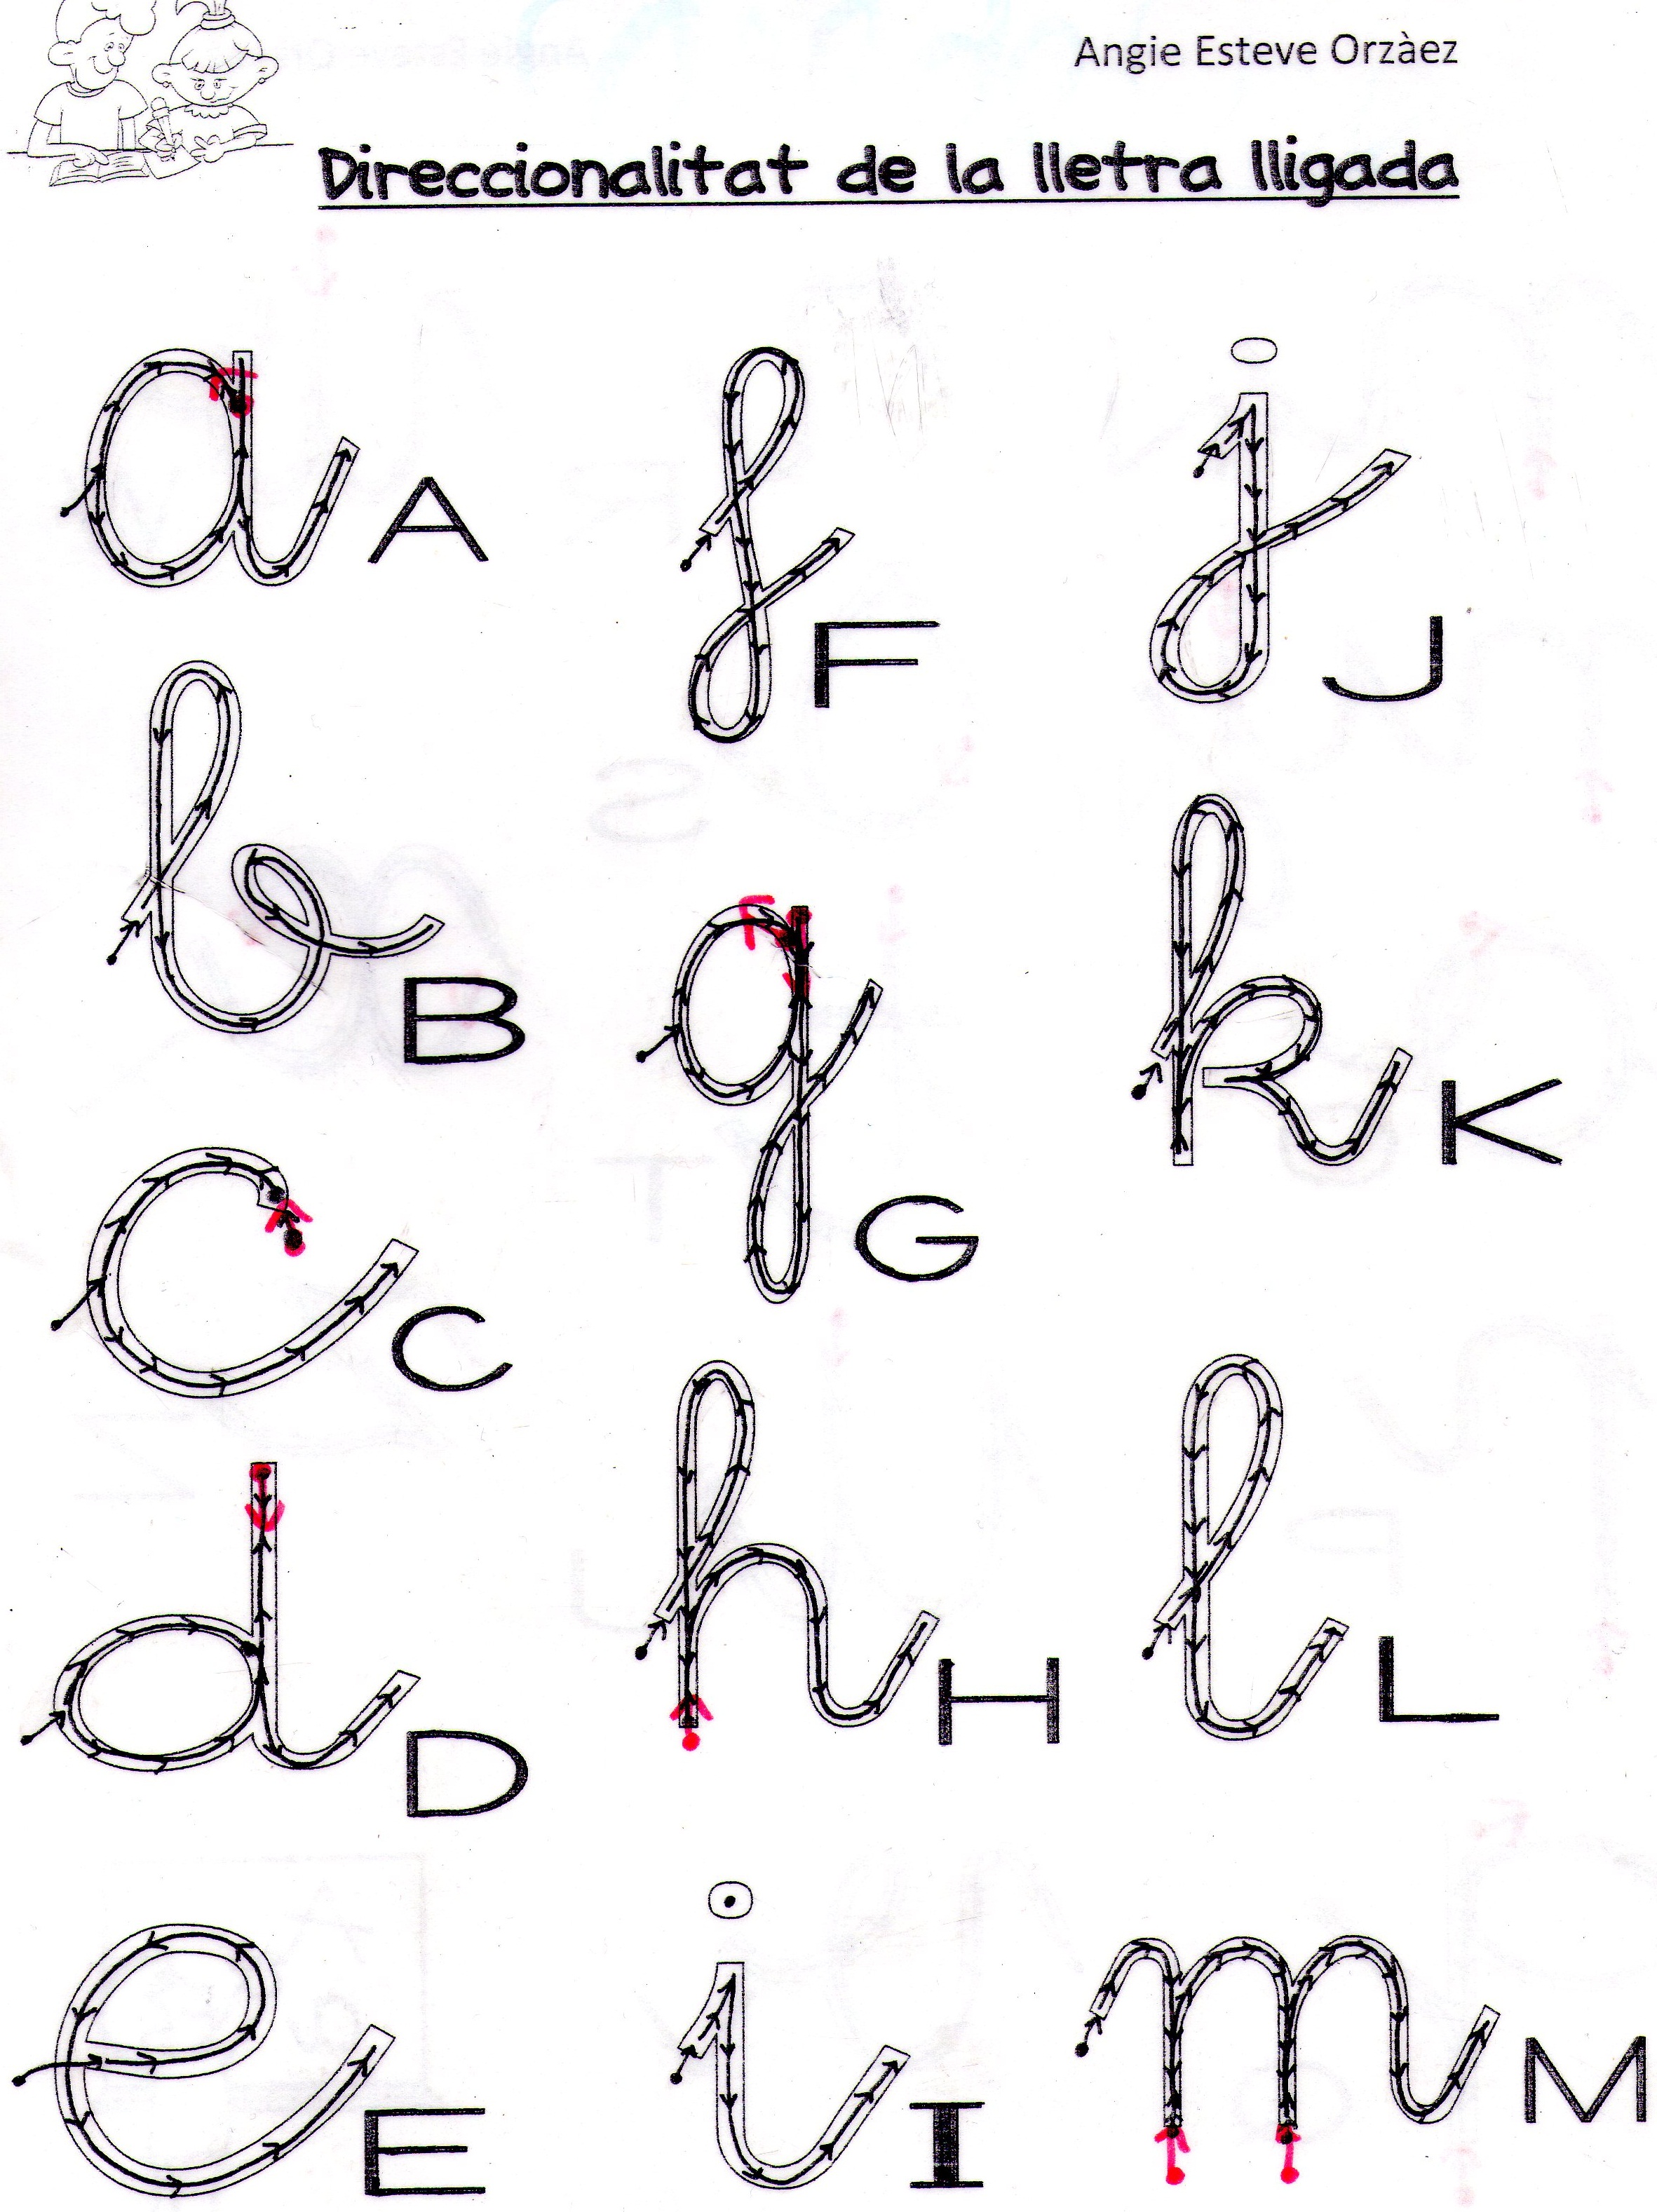 Angie Esteve Orzàez
Direccionalitat de la lletra lligada
a A
b B
c C
d D
e E
f F
g G
h H
i I
j J
k K
l L
m M